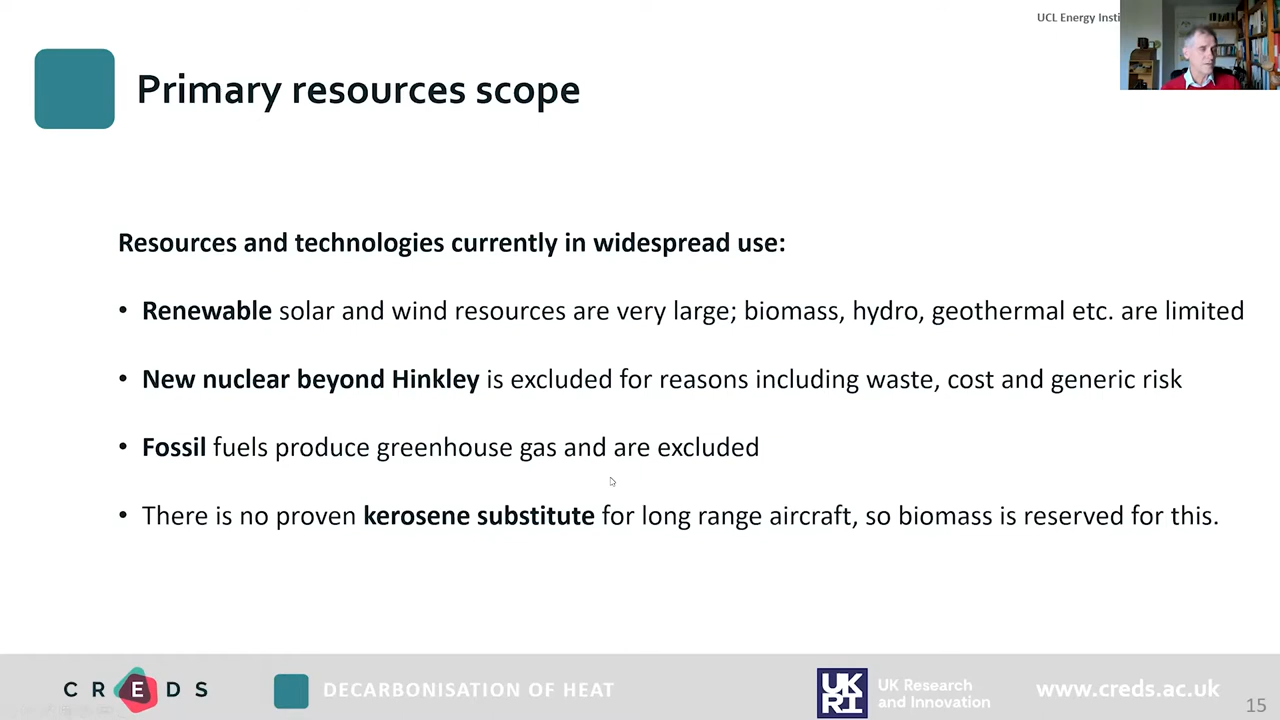 UCL Energy Insti
Primary resources scope
Resources and technologies currently in widespread use:
• Renewable solar and wind resources are very large; biomass, hydro, geothermal etc. are limited
• New nuclear beyond Hinkley is excluded for reasons including waste, cost and generic risk
• Fossil fuels produce greenhouse gas and are excluded
• There is no proven kerosene substitute for long range aircraft, so biomass is reserved for this.
CREDS
DECARBONISATION OF HEAT
UK
RI
UK Research
and Innovation
www.creds.ac.uk
15